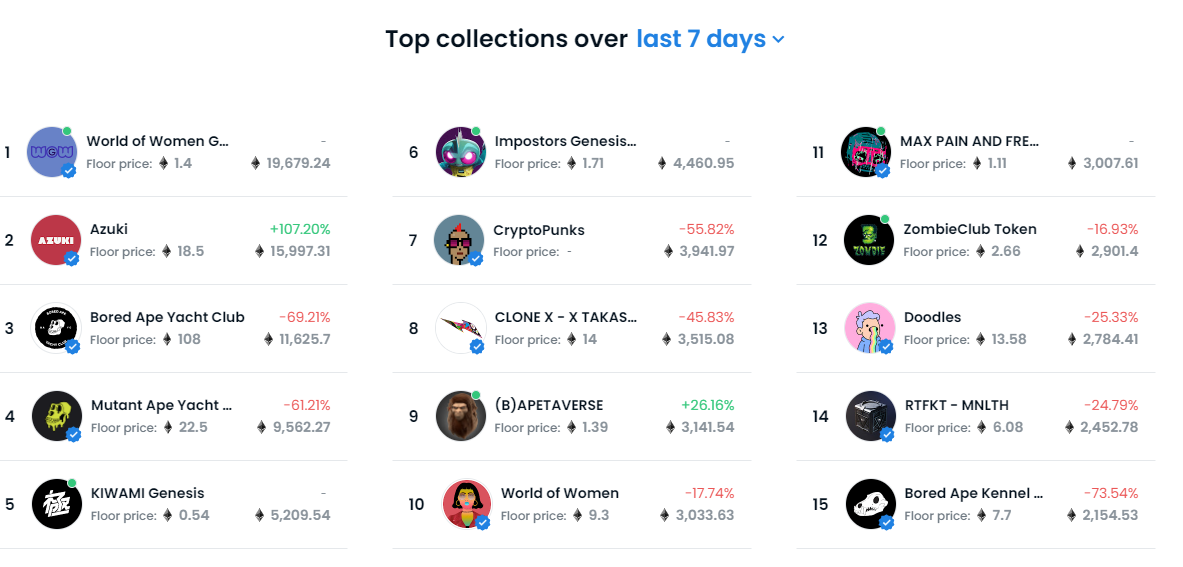 Top collections over last 7 days
1
WOW
World of Women G... -
Floor price: 1.4 19,679.24
2
AZUKI
Azuki +107.20%
Floor price: 18.5 15,997.31
3
BORED APE
YACHT CLUB
Bored Ape Yacht Club -69.21%
Floor price: 108 11,625.7
4
Mutant Ape Yacht ... -61.21%
Floor price: 22.5 9,562.27
5
極
KIWAMI Genesis -
Floor price: 0.54 5,209.54
6
Impostors Genesis... -
Floor price: 1.71 4,460.95
7
CryptoPunks -55.82%
Floor price: - 3,941.97
8
CLONE X - X TAKAS... -45.83%
Floor price: 14 3,515.08
9
(B)APETAVERSE +26.16%
Floor price: 1.39 3,141.54
10
World of Women -17.74%
Floor price: 9.3 3,033.63
11
MAX PAIN AND FRE... -
Floor price: 1.11 3,007.61
12
ZOMBIE
ZombieClub Token -16.93%
Floor price: 2.66 2,901.4
13
Doodles -25.33%
Floor price: 13.58 2,784.41
14
RTFKT - MNLTH -24.79%
Floor price: 6.08 2,452.78
15
Bored Ape Kennel ... -73.54%
Floor price: 7.7 2,154.53